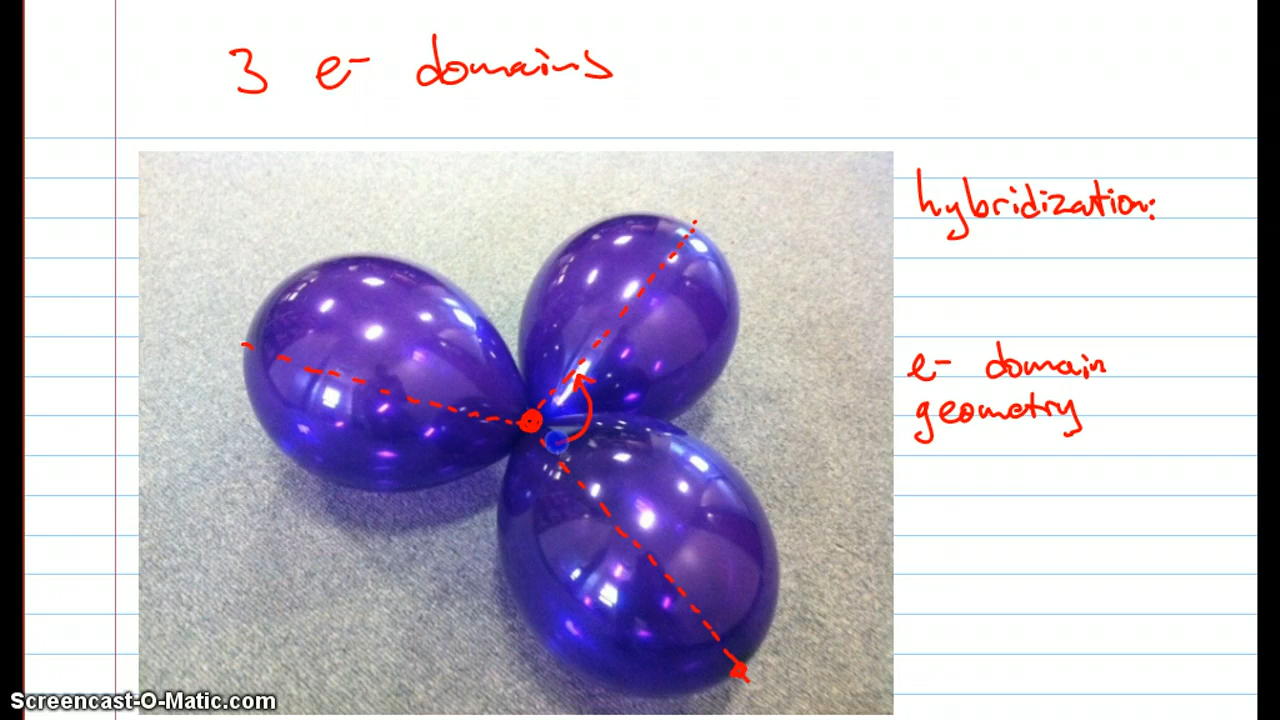 3 e- domains
hybridization:
e- domain
geometry
Screencast-O-Matic.com